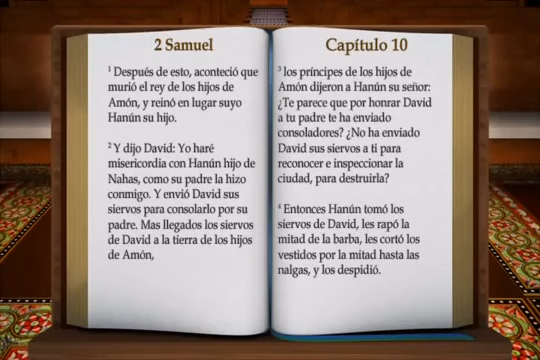 2 Samuel
¹ Después de esto, aconteció que
murió el rey de los hijos de
Amón, y reinó en lugar suyo
Hanún su hijo.
² Y dijo David: Yo haré
misericordia con Hanún hijo de
Nahas, como su padre la hizo
conmigo. Y envió David sus
siervos para consolarlo por su
padre. Mas llegados los siervos
de David a la tierra de los hijos
de Amón,
Capítulo 10
³ los príncipes de los hijos de
Amón dijeron a Hanún su señor:
¿Te parece que por honrar David
a tu padre te ha enviado
consoladores? ¿No ha enviado
David sus siervos a ti para
reconocer e inspeccionar la
ciudad, para destruirla?
⁴ Entonces Hanún tomó los
siervos de David, les rapó la
mitad de la barba, les cortó los
vestidos por la mitad hasta las
nalgas, y los despidió.